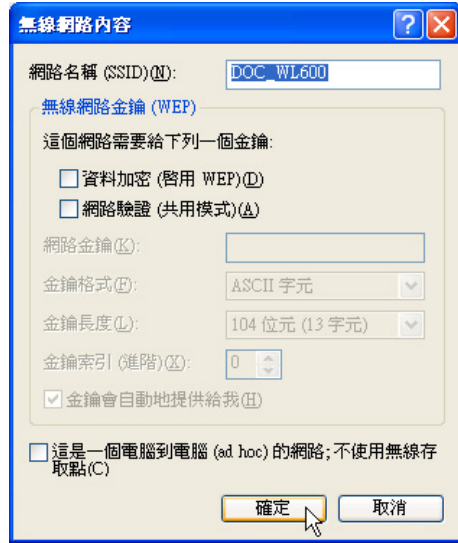 無線網路內容
網路名稱 (SSID)(N):
DOC_WL600
無線網路金鑰 (WEP)
這個網路需要給下列一個金鑰:
資料加密 (啓用 WEP)(D)
網路驗證 (共用模式)(A)
網路金鑰(K):
金鑰格式(F):
ASCII 字元
金鑰長度(L):
104 位元 (13 字元)
金鑰索引 (進階)(X):
0
金鑰會自動地提供給我(H)
這是一個電腦到電腦 (ad hoc) 的網路;不使用無線存
取點(C)
確定
取消